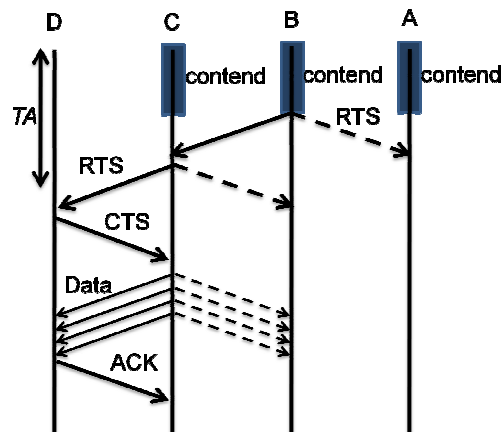 D C B A
contend contend contend
TA
RTS
RTS
CTS
Data
ACK